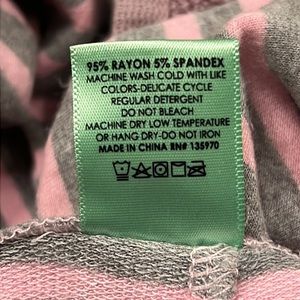 95% RAYON 5% SPANDEX
MACHINE WASH COLD WITH LIKE
COLORS-DELICATE CYCLE
REGULAR DETERGENT
DO NOT BLEACH
MACHINE DRY LOW TEMPERATURE
OR HANG DRY-DO NOT IRON
MADE IN CHINA RN# 135970